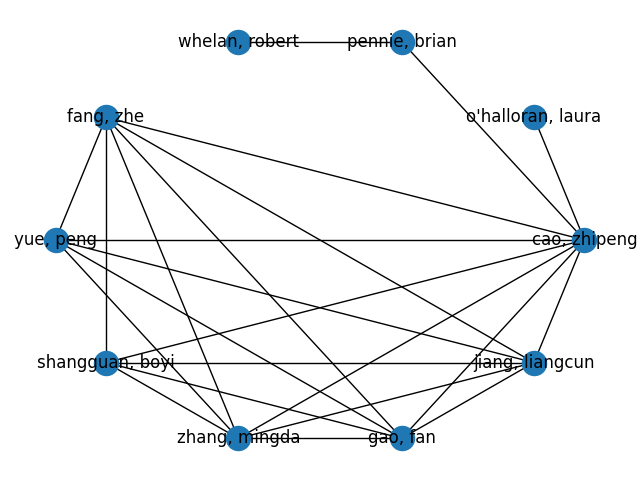 whelan, robert
pennie, brian
fang, zhe
o'halloran, laura
yue, peng
cao, zhipeng
shangguan, boyi
jiang, liangcun
zhang, mingda
gao, fan